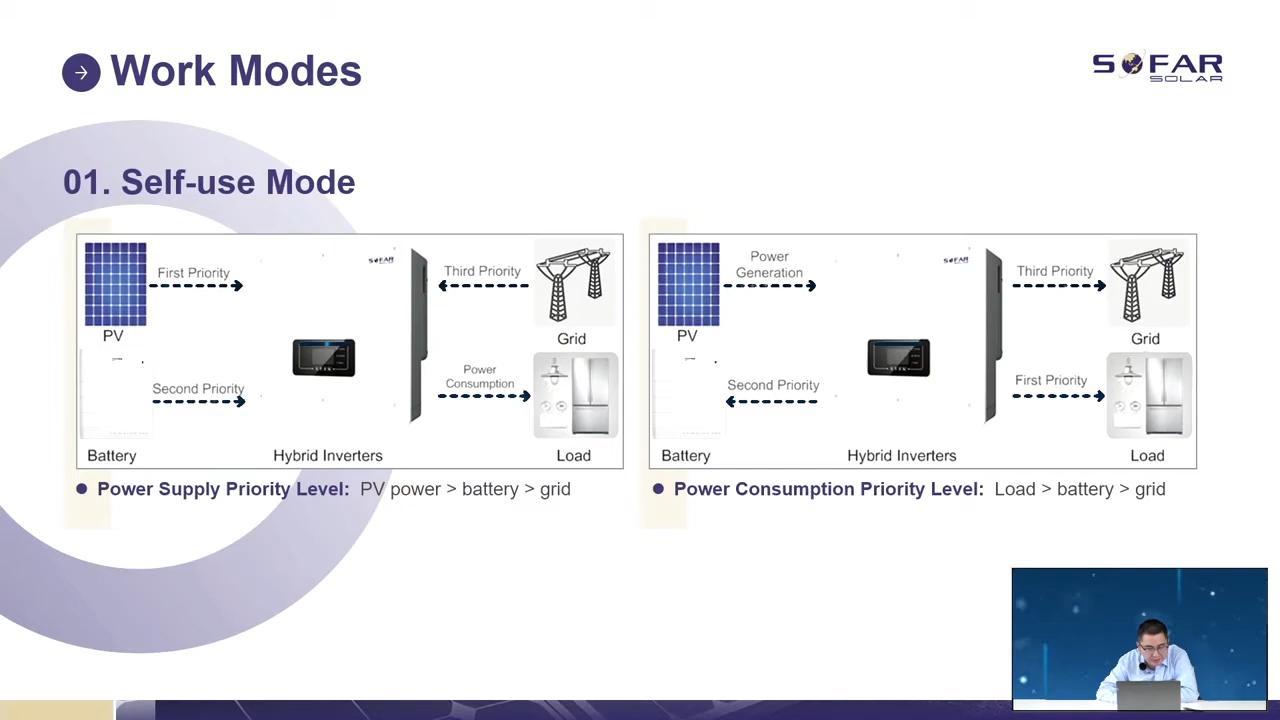 Work Modes
SOFAR
SOLAR
01. Self-use Mode
First Priority
SOFAR
Third Priority
PV
Grid
Second Priority
Power
Consumption
Battery
Hybrid Inverters
Load
Power Supply Priority Level: PV power > battery > grid
Power
Generation
SOFAR
Third Priority
PV
Grid
Second Priority
First Priority
Battery
Hybrid Inverters
Load
Power Consumption Priority Level: Load > battery > grid